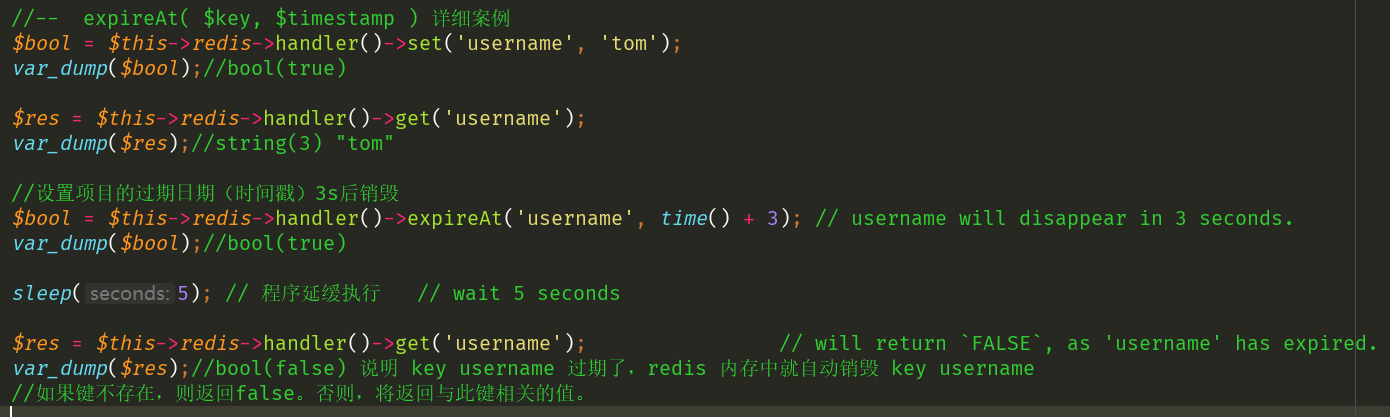 //--  expireAt( $key, $timestamp ) 详细案例
$bool = $this->redis->handler()->set('username', 'tom');
var_dump($bool);//bool(true)
$res = $this->redis->handler()->get('username');
var_dump($res);//string(3) "tom"
//设置项目的过期日期（时间戳）3s后销毁
$bool = $this->redis->handler()->expireAt('username', time() + 3); // username will disappear in 3 seconds.
var_dump($bool);//bool(true)
sleep( seconds: 5); // 程序延缓执行   // wait 5 seconds
$res = $this->redis->handler()->get('username');                // will return `FALSE`, as 'username' has expired.
var_dump($res);//bool(false) 说明 key username 过期了，redis 内存中就自动销毁 key username
//如果键不存在，则返回false。否则，将返回与此键相关的值。